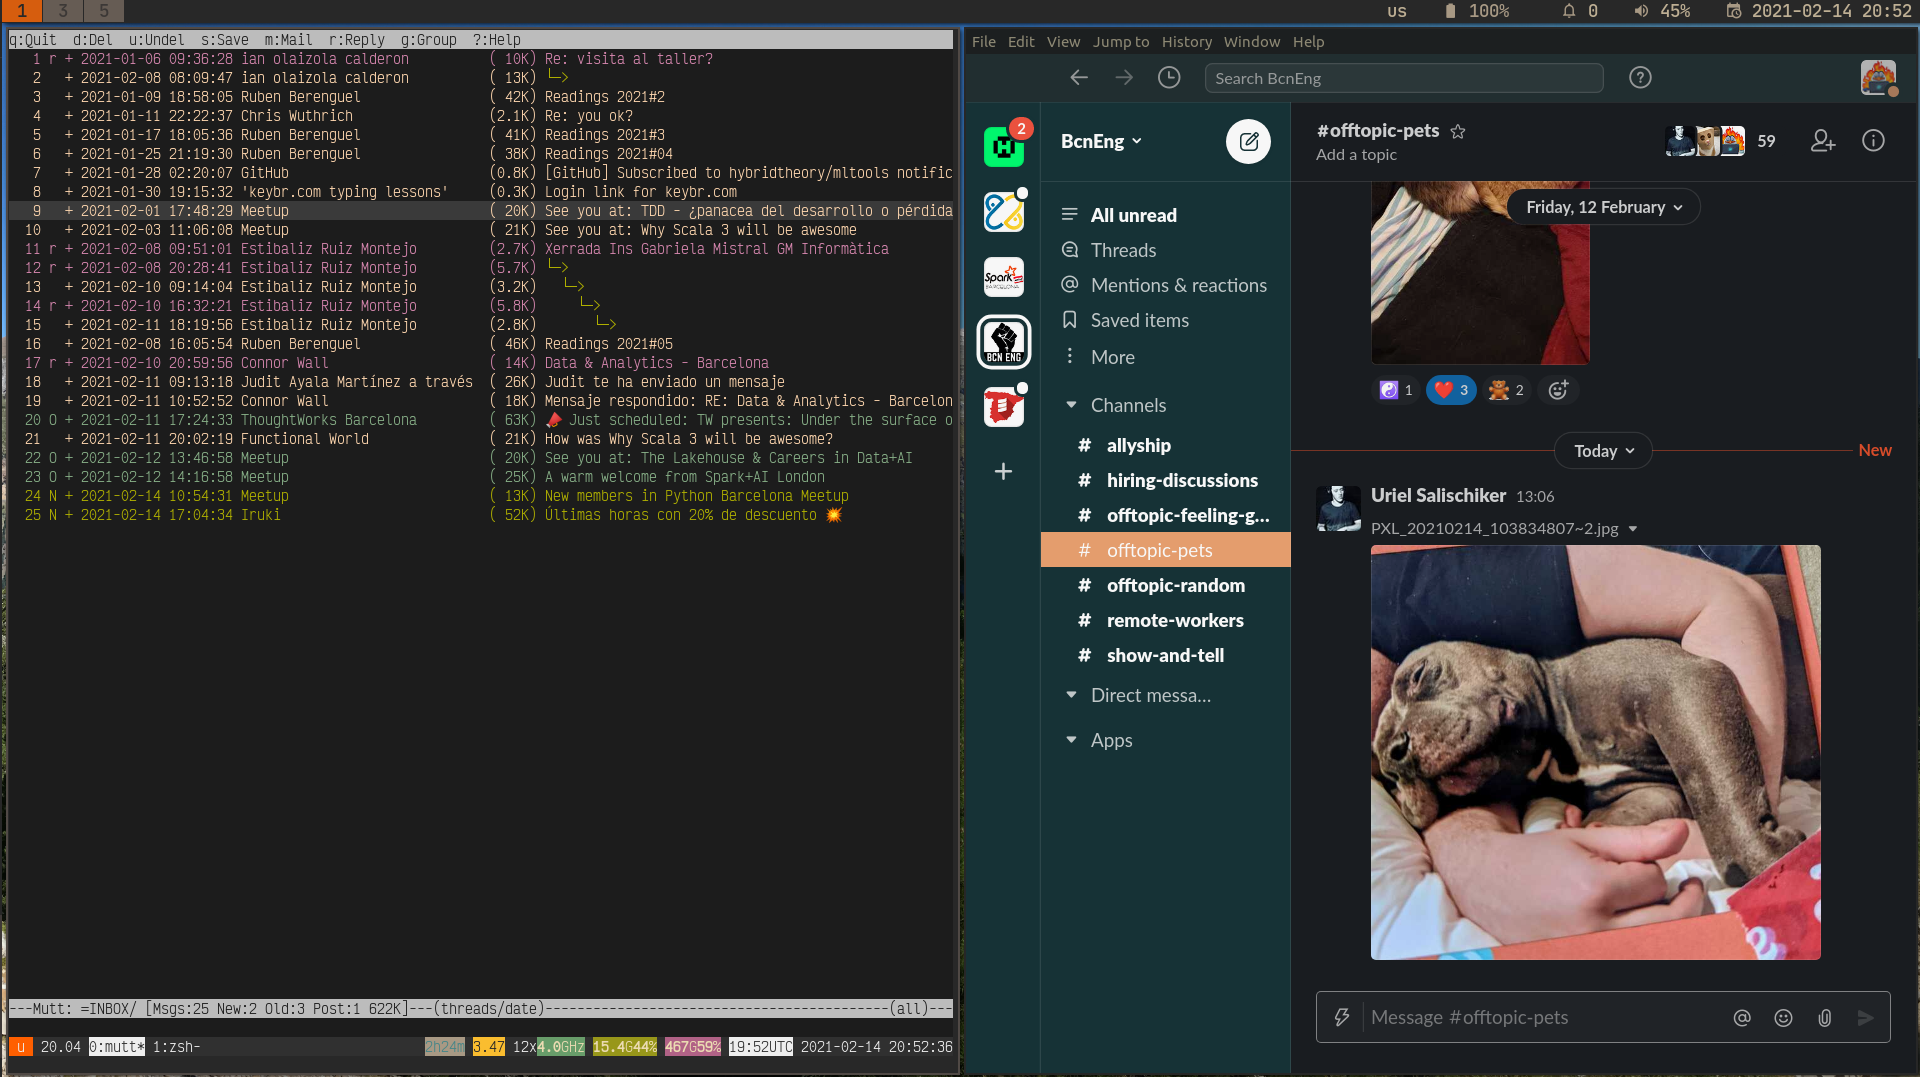 1 3 5
US 100% 0 45% 2021-02-14 20:52
q:Quit d:Del u:Undel s:Save m:Mail r:Reply g:Group ?:Help
1 r + 2021-01-06 09:36:28 ian olaizola calderon ( 10K) Re: visita al taller?
2 + 2021-02-08 08:09:47 ian olaizola calderon ( 13K) └─>
3 + 2021-01-09 18:58:05 Ruben Berenguel ( 42K) Readings 2021#2
4 + 2021-01-11 22:22:37 Chris Wuthrich (2.1K) Re: you ok?
5 + 2021-01-17 18:05:36 Ruben Berenguel ( 41K) Readings 2021#3
6 + 2021-01-25 21:19:30 Ruben Berenguel ( 38K) Readings 2021#04
7 + 2021-01-28 02:20:07 GitHub (0.8K) [GitHub] Subscribed to hybridtheory/mltools notific
8 + 2021-01-30 19:15:32 'keybr.com typing lessons' (0.3K) Login link for keybr.com
9 + 2021-02-01 17:48:29 Meetup ( 20K) See you at: TDD - ¿panacea del desarrollo o pérdida
10 + 2021-02-03 11:06:08 Meetup ( 21K) See you at: Why Scala 3 will be awesome
11 r + 2021-02-08 09:51:01 Estibaliz Ruiz Montejo (2.7K) Xerrada Ins Gabriela Mistral GM Informàtica
12 r + 2021-02-08 20:28:41 Estibaliz Ruiz Montejo (5.7K) └─>
13 + 2021-02-10 09:14:04 Estibaliz Ruiz Montejo (3.2K) └─>
14 r + 2021-02-10 16:32:21 Estibaliz Ruiz Montejo (5.8K) └─>
15 + 2021-02-11 18:19:56 Estibaliz Ruiz Montejo (2.8K) └─>
16 + 2021-02-08 16:05:54 Ruben Berenguel ( 46K) Readings 2021#05
17 r + 2021-02-10 20:59:56 Connor Wall ( 14K) Data & Analytics - Barcelona
18 + 2021-02-11 09:13:18 Judit Ayala Martínez a través ( 26K) Judit te ha enviado un mensaje
19 + 2021-02-11 10:52:52 Connor Wall ( 18K) Mensaje respondido: RE: Data & Analytics - Barcelon
20 O + 2021-02-11 17:24:33 ThoughtWorks Barcelona ( 63K) 📣 Just scheduled: TW presents: Under the surface o
21 + 2021-02-11 20:02:19 Functional World ( 21K) How was Why Scala 3 will be awesome?
22 O + 2021-02-12 13:46:58 Meetup ( 20K) See you at: The Lakehouse & Careers in Data+AI
23 O + 2021-02-12 14:16:58 Meetup ( 25K) A warm welcome from Spark+AI London
24 N + 2021-02-14 10:54:31 Meetup ( 13K) New members in Python Barcelona Meetup
25 N + 2021-02-14 17:04:34 Iruki ( 52K) Últimas horas con 20% de descuento 💥
---Mutt: =INBOX/ [Msgs:25 New:2 Old:3 Post:1 622K]---(threads/date)-------------------------------------------(all)---
u 20.04 0:mutt* 1:zsh- 2h24m 3.47 12x4.0GHz 15.4G44% 467G59% 19:52UTC 2021-02-14 20:52:36
File Edit View Jump to History Window Help
Search BcnEng
2
Spark
BARCELONA
BCN ENG
BcnEng
All unread
Threads
Mentions & reactions
Saved items
More
Channels
# allyship
# hiring-discussions
# offtopic-feeling-g...
# offtopic-pets
# offtopic-random
# remote-workers
# show-and-tell
Direct messa...
Apps
#offtopic-pets
59
Add a topic
Friday, 12 February
1 3 2
Today
New
Uriel Salischiker 13:06
PXL_20210214_103834807~2.jpg
Message #offtopic-pets